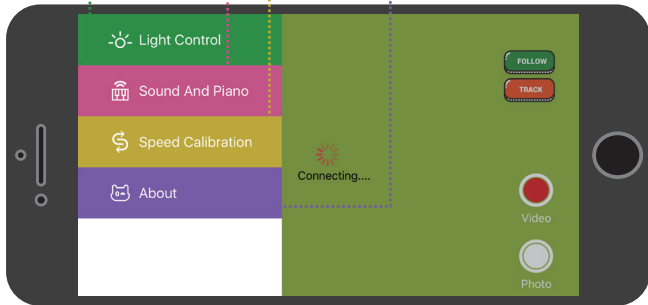 Light Control
Sound And Piano
Speed Calibration
About
Connecting....
FOLLOW
TRACK
Video
Photo